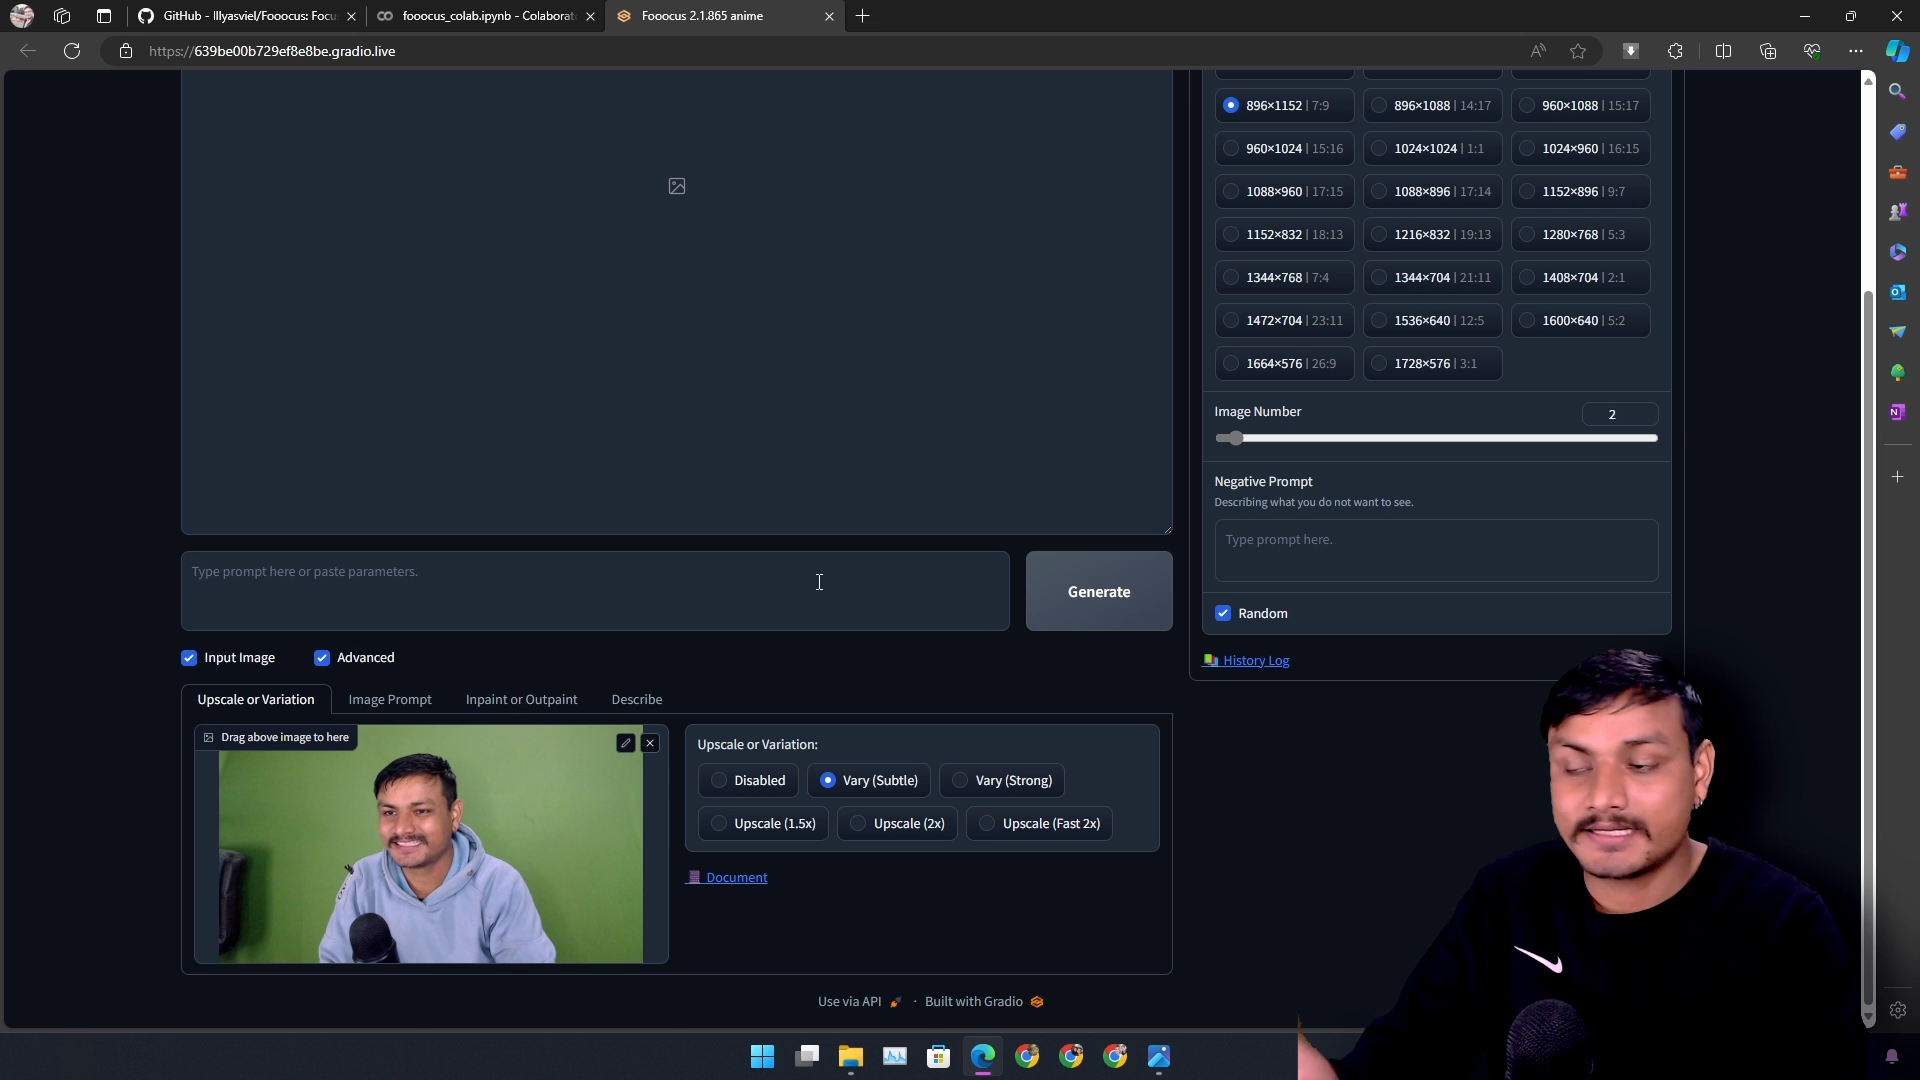 GitHub - lllyasviel/Fooocus: Focu
fooocus_colab.ipynb - Colaborat
Fooocus 2.1.865 anime
https://639be00b729ef8e8be.gradio.live
896×1152 | 7:9
896×1088 | 14:17
960×1088 | 15:17
960×1024 | 15:16
1024×1024 | 1:1
1024×960 | 16:15
1088×960 | 17:15
1088×896 | 17:14
1152×896 | 9:7
1152×832 | 18:13
1216×832 | 19:13
1280×768 | 5:3
1344×768 | 7:4
1344×704 | 21:11
1408×704 | 2:1
1472×704 | 23:11
1536×640 | 12:5
1600×640 | 5:2
1664×576 | 26:9
1728×576 | 3:1
Image Number
2
Negative Prompt
Describing what you do not want to see.
Type prompt here.
Random
History Log
Type prompt here or paste parameters.
Generate
Input Image
Advanced
Upscale or Variation
Image Prompt
Inpaint or Outpaint
Describe
Drag above image to here
Upscale or Variation:
Disabled
Vary (Subtle)
Vary (Strong)
Upscale (1.5x)
Upscale (2x)
Upscale (Fast 2x)
Document
Use via API · Built with Gradio